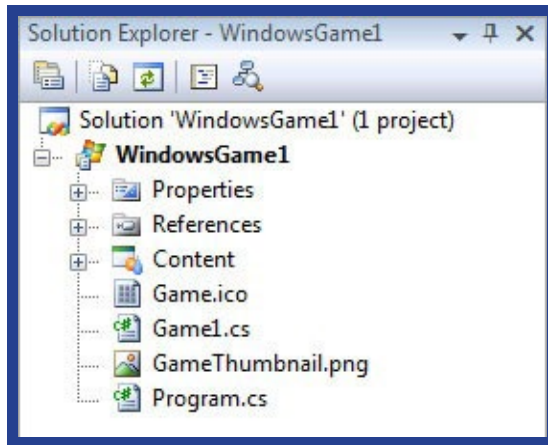 Solution Explorer - WindowsGame1
Solution 'WindowsGame1' (1 project)
WindowsGame1
Properties
References
Content
Game.ico
Game1.cs
GameThumbnail.png
Program.cs